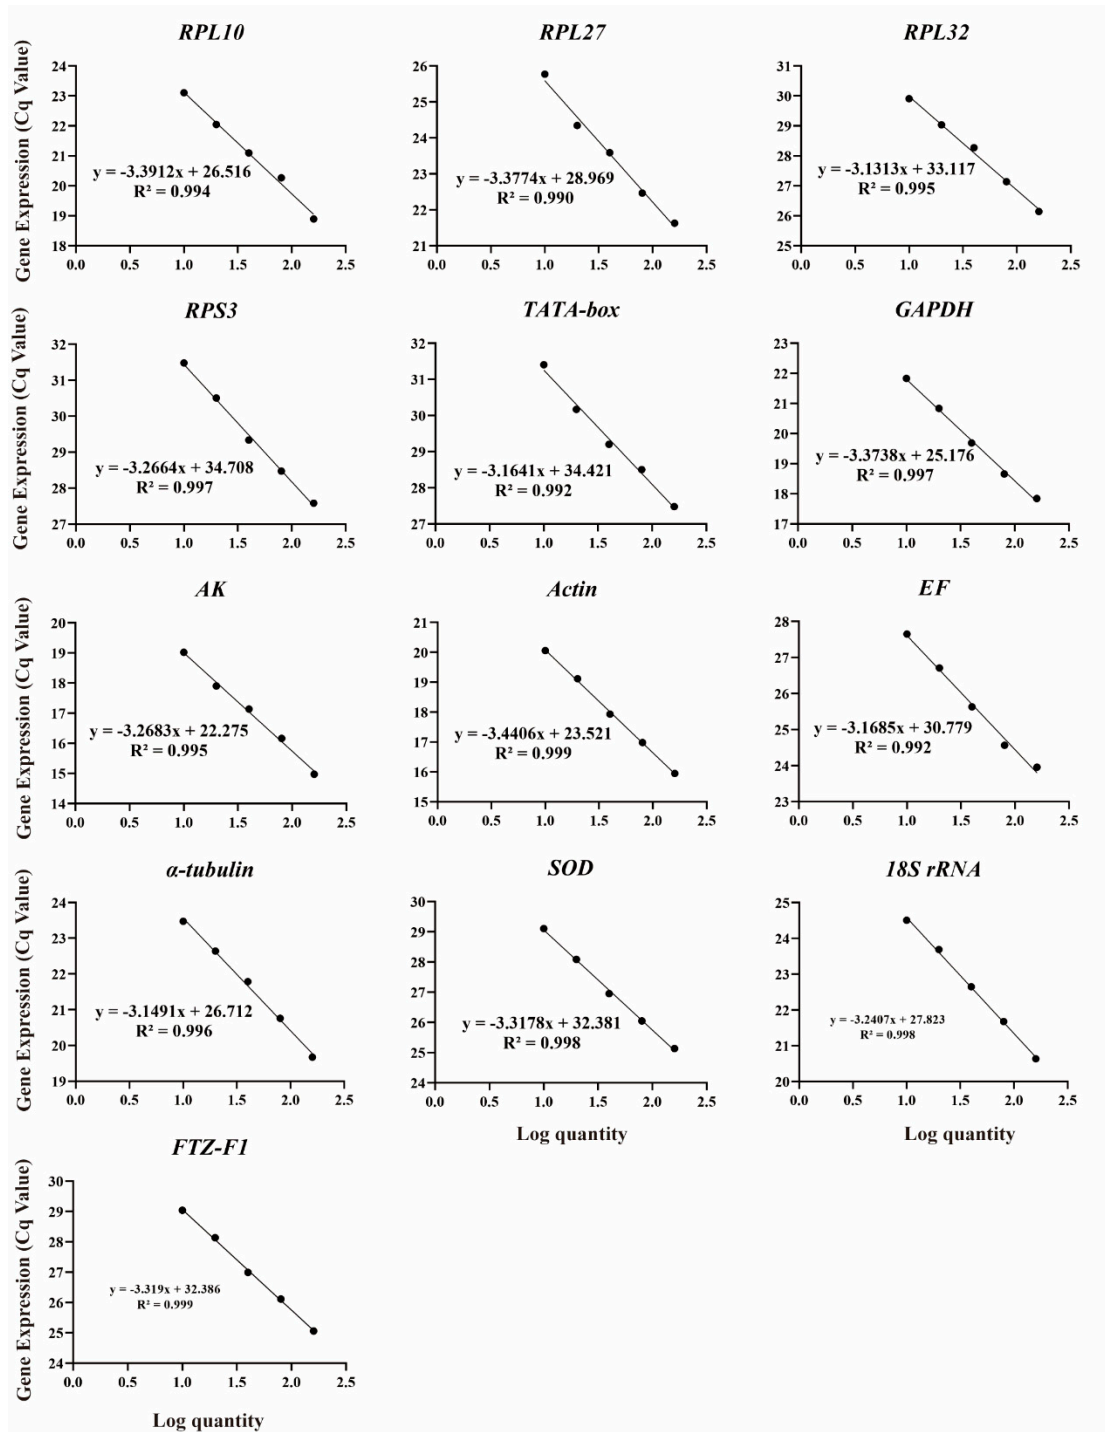 RPL10
RPL27
RPL32
Gene Expression (Cq Value)
24
23
22
21
20
19
18
y = -3.3912x + 26.516
R² = 0.994
0.0 0.5 1.0 1.5 2.0 2.5
26
25
24
23
22
21
y = -3.3774x + 28.969
R² = 0.990
0.0 0.5 1.0 1.5 2.0 2.5
31
30
29
28
27
26
25
y = -3.1313x + 33.117
R² = 0.995
0.0 0.5 1.0 1.5 2.0 2.5
RPS3
TATA-box
GAPDH
Gene Expression (Cq Value)
32
31
30
29
28
27
y = -3.2664x + 34.708
R² = 0.997
0.0 0.5 1.0 1.5 2.0 2.5
32
31
30
29
28
27
y = -3.1641x + 34.421
R² = 0.992
0.0 0.5 1.0 1.5 2.0 2.5
23
22
21
20
19
18
17
y = -3.3738x + 25.176
R² = 0.997
0.0 0.5 1.0 1.5 2.0 2.5
AK
Actin
EF
Gene Expression (Cq Value)
20
19
18
17
16
15
14
y = -3.2683x + 22.275
R² = 0.995
0.0 0.5 1.0 1.5 2.0 2.5
21
20
19
18
17
16
15
y = -3.4406x + 23.521
R² = 0.999
0.0 0.5 1.0 1.5 2.0 2.5
28
27
26
25
24
23
y = -3.1685x + 30.779
R² = 0.992
0.0 0.5 1.0 1.5 2.0 2.5
α-tubulin
SOD
18S rRNA
Gene Expression (Cq Value)
24
23
22
21
20
19
y = -3.1491x + 26.712
R² = 0.996
0.0 0.5 1.0 1.5 2.0 2.5
30
29
28
27
26
25
24
y = -3.3178x + 32.381
R² = 0.998
0.0 0.5 1.0 1.5 2.0 2.5
Log quantity
25
24
23
22
21
20
y = -3.2407x + 27.823
R² = 0.998
0.0 0.5 1.0 1.5 2.0 2.5
Log quantity
FTZ-F1
Gene Expression (Cq Value)
30
29
28
27
26
25
24
y = -3.319x + 32.386
R² = 0.999
0.0 0.5 1.0 1.5 2.0 2.5
Log quantity